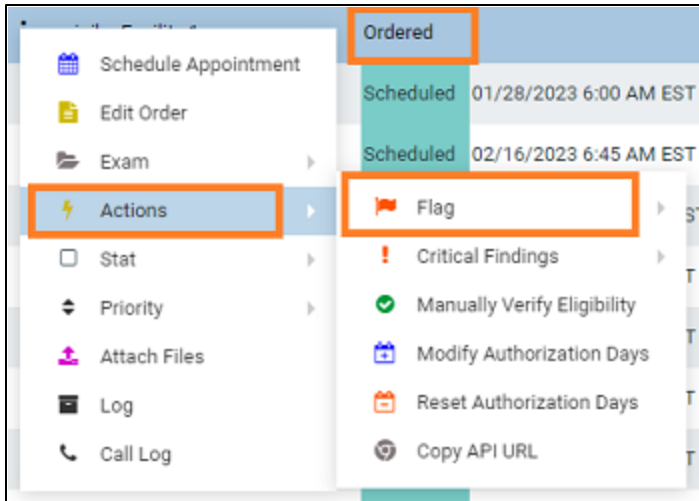 Ordered
Schedule Appointment
Scheduled 01/28/2023 6:00 AM EST
Edit Order
Exam
Scheduled 02/16/2023 6:45 AM EST
Actions
Flag
Stat
Critical Findings
Priority
Manually Verify Eligibility
Attach Files
Modify Authorization Days
Log
Reset Authorization Days
Call Log
Copy API URL